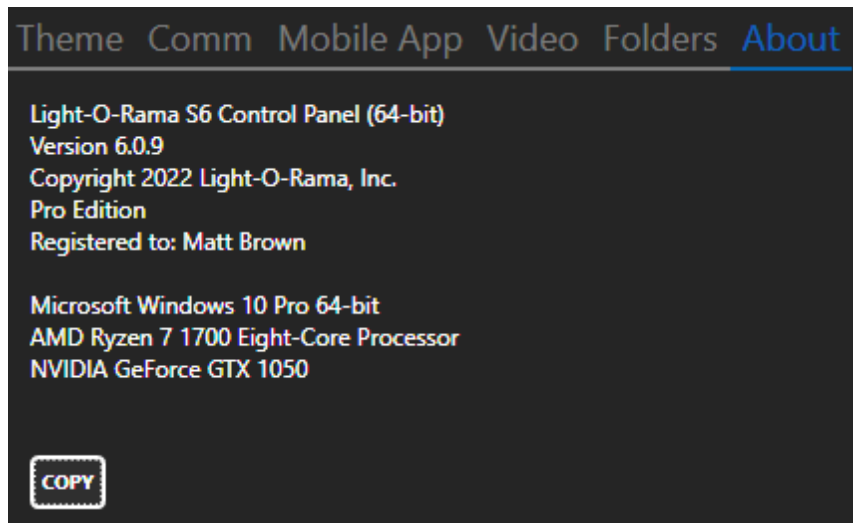 Theme Comm Mobile App Video Folders About
Light-O-Rama S6 Control Panel (64-bit)
Version 6.0.9
Copyright 2022 Light-O-Rama, Inc.
Pro Edition
Registered to: Matt Brown
Microsoft Windows 10 Pro 64-bit
AMD Ryzen 7 1700 Eight-Core Processor
NVIDIA GeForce GTX 1050
COPY